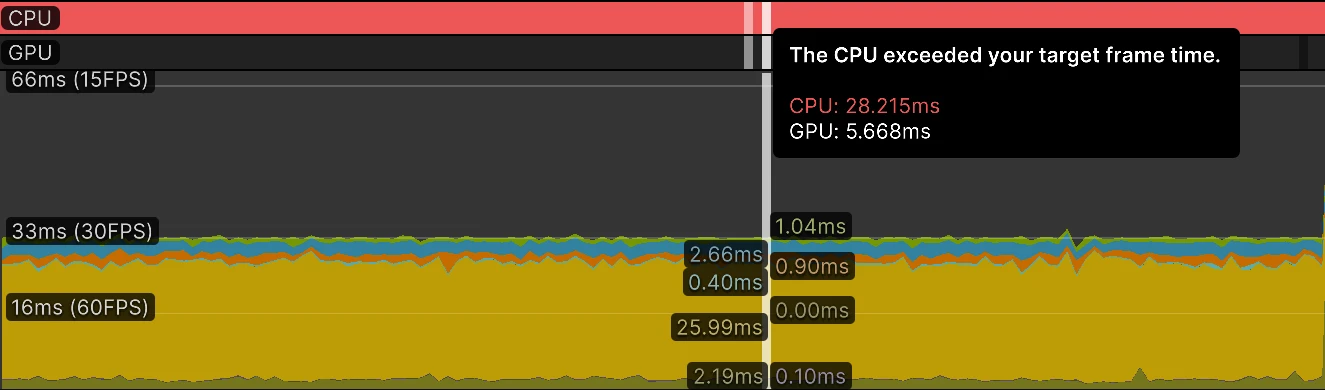 CPU
GPU
The CPU exceeded your target frame time.
66ms (15FPS)
CPU: 28.215ms
GPU: 5.668ms
33ms (30FPS)
1.04ms
2.66ms
0.90ms
0.40ms
16ms (60FPS)
0.00ms
25.99ms
2.19ms
0.10ms